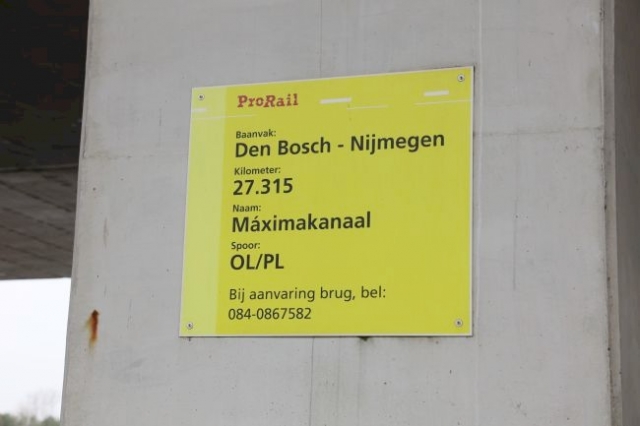 ProRail
Baanvak:
Den Bosch - Nijmegen
Kilometer:
27.315
Naam:
Máximakanaal
Spoor:
OL/PL
Bij aanvaring brug, bel:
084-0867582